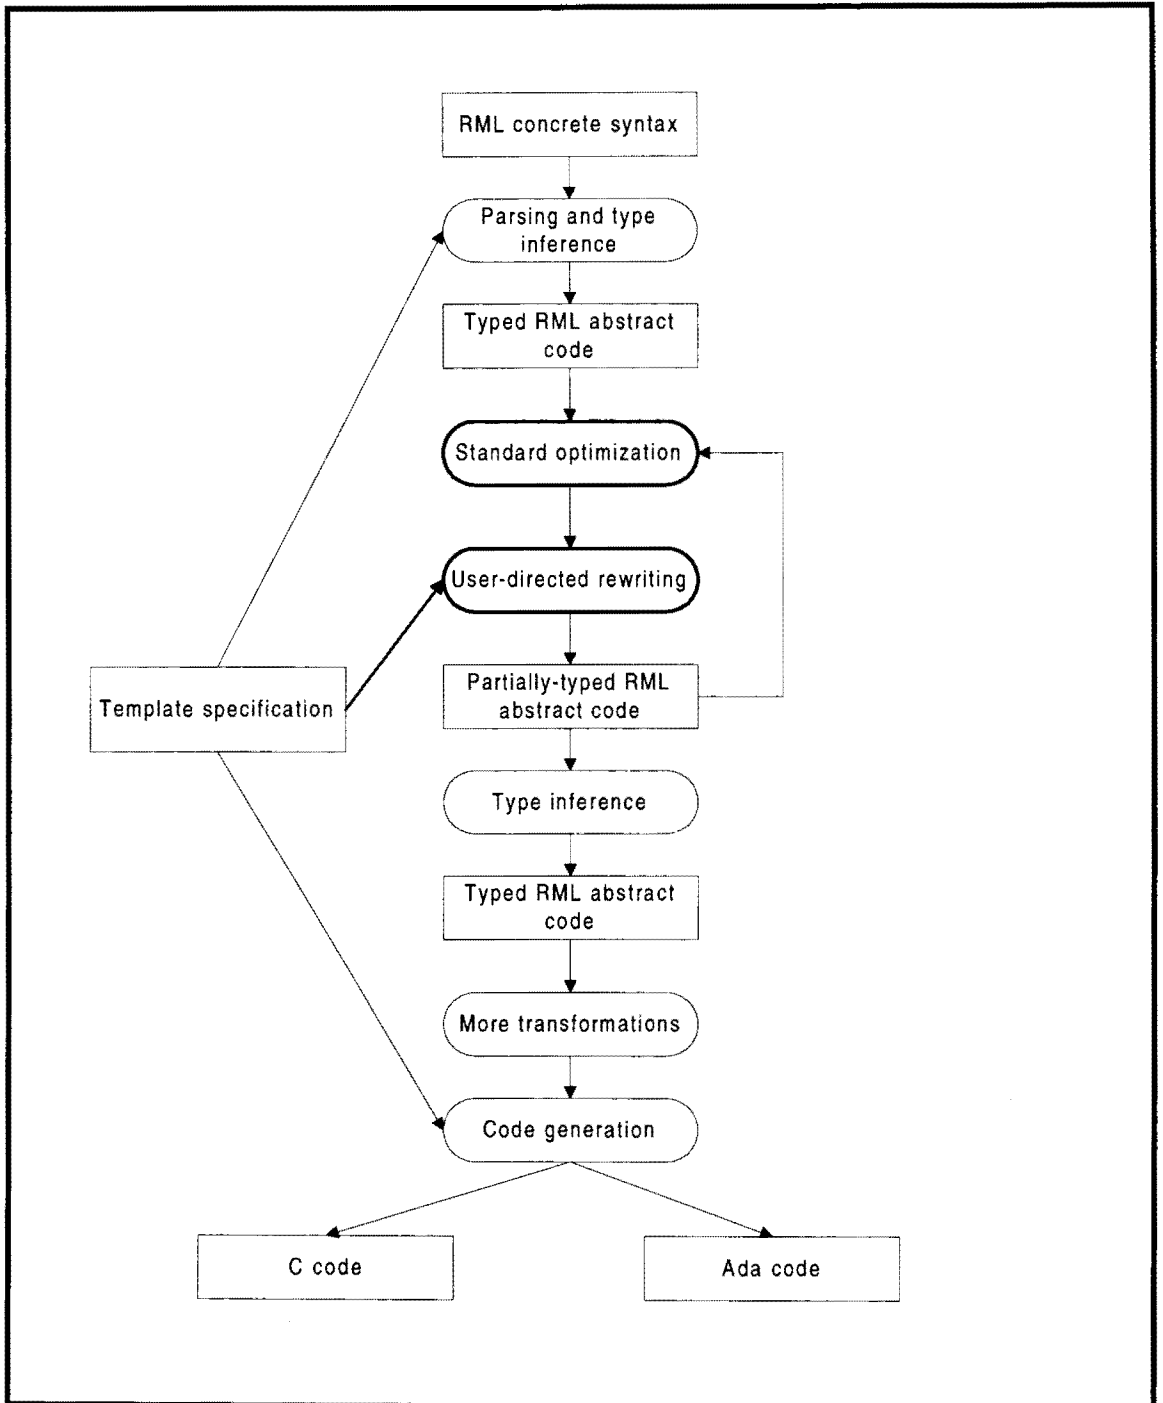 RML concrete syntax
Parsing and type
inference
Typed RML abstract
code
Standard optimization
User-directed rewriting
Template specification
Partially-typed RML
abstract code
Type inference
Typed RML abstract
code
More transformations
Code generation
C code
Ada code